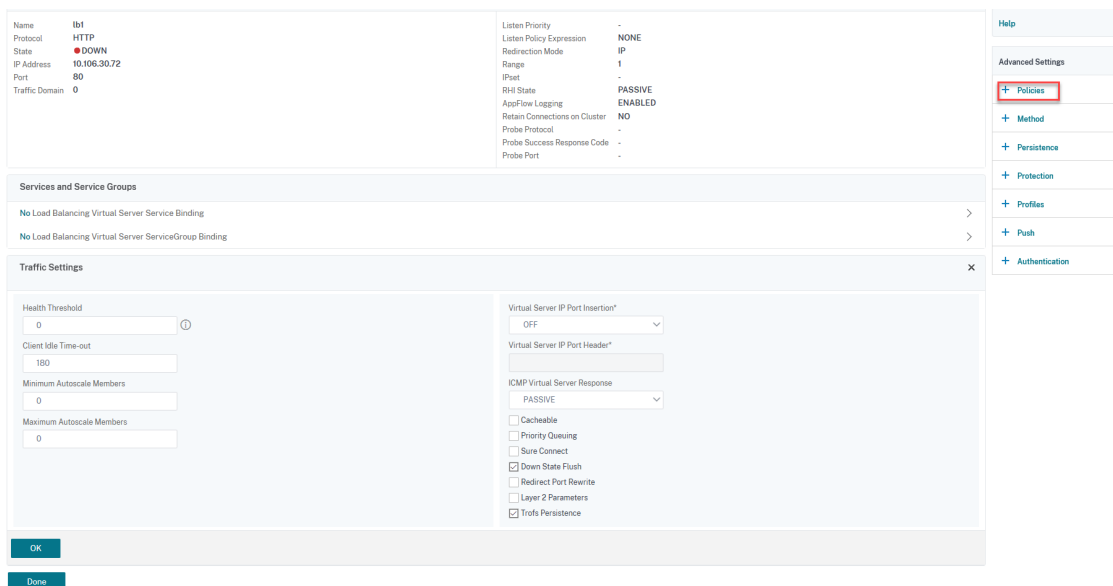 Name lb1
Protocol HTTP
State DOWN
IP Address 10.106.30.72
Port 80
Traffic Domain 0
Listen Priority -
Listen Policy Expression NONE
Redirection Mode IP
Range 1
IPset -
RHI State PASSIVE
AppFlow Logging ENABLED
Retain Connections on Cluster NO
Probe Protocol -
Probe Success Response Code -
Probe Port -
Services and Service Groups
No Load Balancing Virtual Server Service Binding
No Load Balancing Virtual Server ServiceGroup Binding
Traffic Settings
Health Threshold
0
Client Idle Time-out
180
Minimum Autoscale Members
0
Maximum Autoscale Members
0
Virtual Server IP Port Insertion*
OFF
Virtual Server IP Port Header*
ICMP Virtual Server Response
PASSIVE
Cacheable
Priority Queuing
Sure Connect
Down State Flush
Redirect Port Rewrite
Layer 2 Parameters
Trofs Persistence
OK
Done
Help
Advanced Settings
+ Policies
+ Method
+ Persistence
+ Protection
+ Profiles
+ Push
+ Authentication